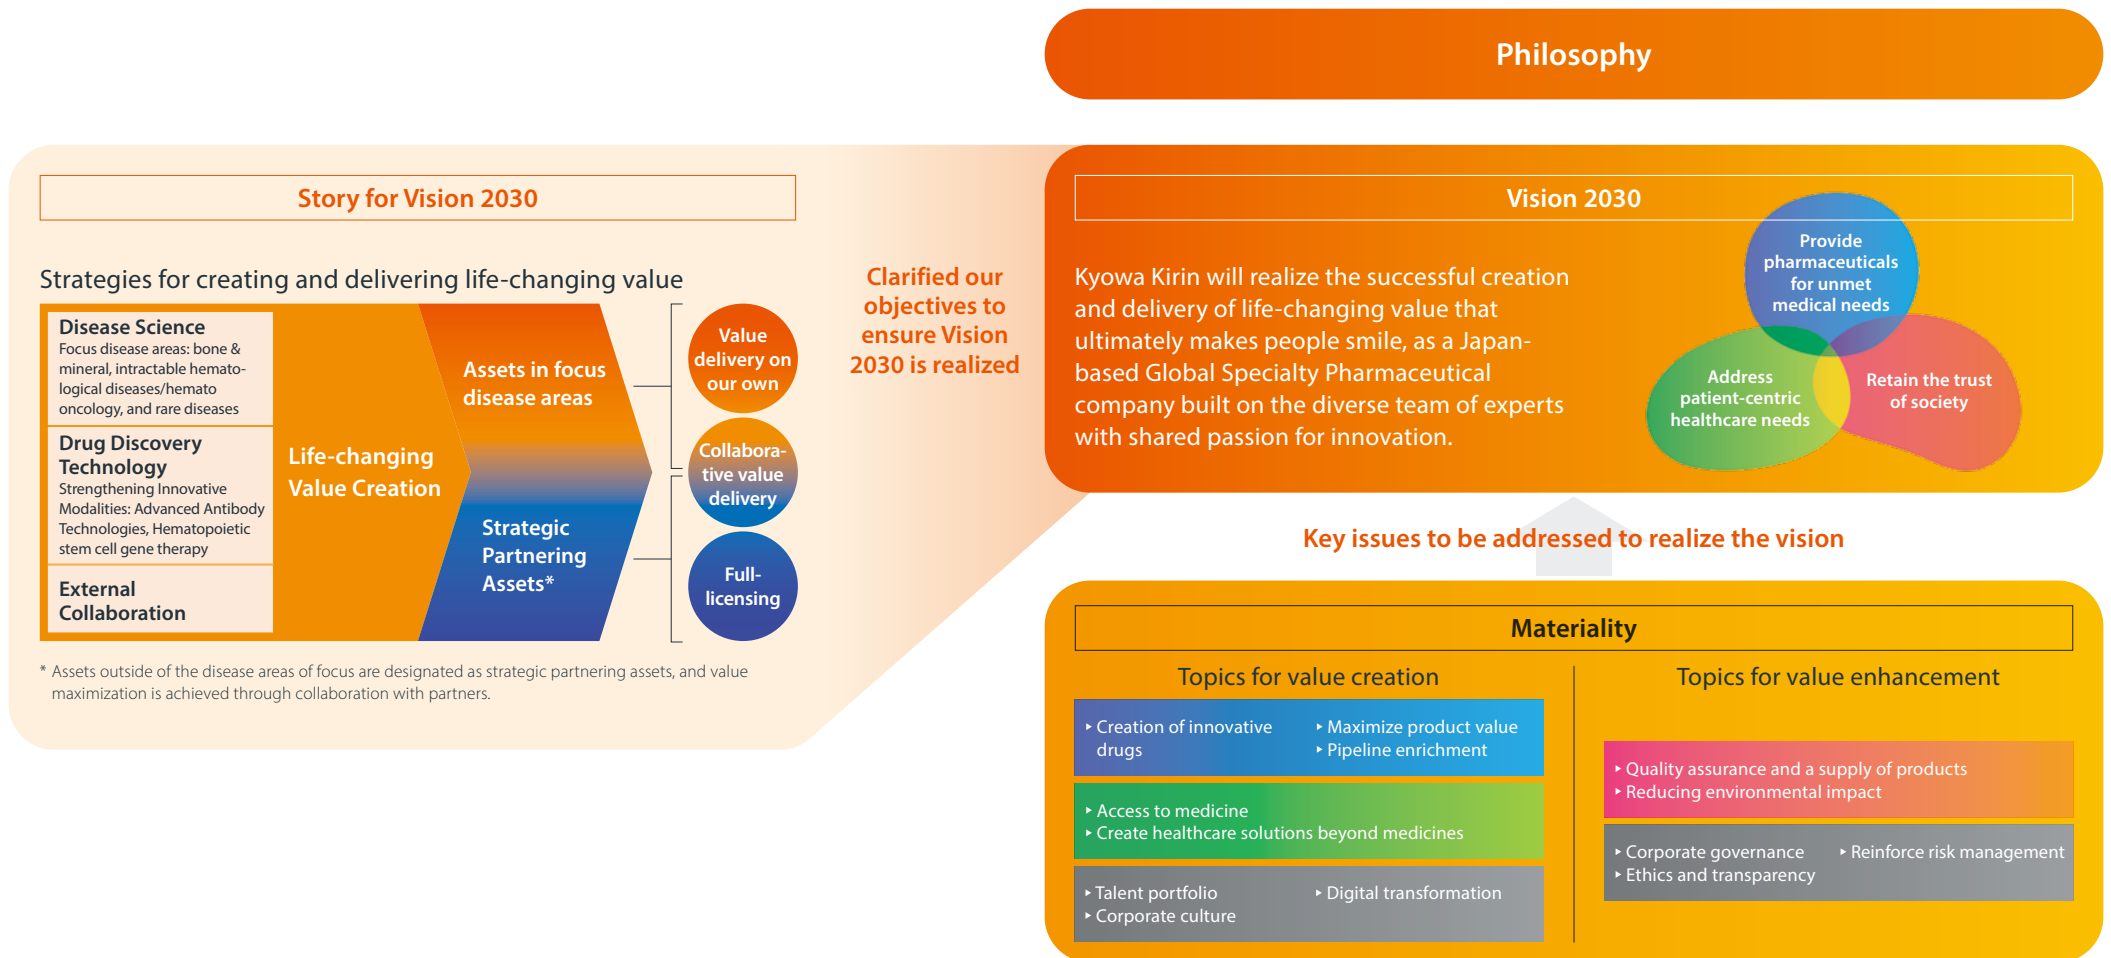 Philosophy
Story for Vision 2030
Strategies for creating and delivering life-changing value
Disease Science
Focus disease areas: bone &
mineral, intractable hemato-
logical diseases/hemato
oncology, and rare diseases
Drug Discovery
Technology
Strengthening Innovative
Modalities: Advanced Antibody
Technologies, Hematopoietic
stem cell gene therapy
External
Collaboration
Life-changing
Value Creation
Assets in focus
disease areas
Strategic
Partnering
Assets*
Value
delivery on
our own
Collabora-
tive value
delivery
Full-
licensing
* Assets outside of the disease areas of focus are designated as strategic partnering assets, and value
maximization is achieved through collaboration with partners.
Clarified our
objectives to
ensure Vision
2030 is realized
Vision 2030
Kyowa Kirin will realize the successful creation
and delivery of life-changing value that
ultimately makes people smile, as a Japan-
based Global Specialty Pharmaceutical
company built on the diverse team of experts
with shared passion for innovation.
Provide
pharmaceuticals
for unmet
medical needs
Address
patient-centric
healthcare needs
Retain the trust
of society
Key issues to be addressed to realize the vision
Materiality
Topics for value creation
‣ Creation of innovative
drugs
‣ Maximize product value
‣ Pipeline enrichment
‣ Access to medicine
‣ Create healthcare solutions beyond medicines
‣ Talent portfolio
‣ Corporate culture
‣ Digital transformation
Topics for value enhancement
‣ Quality assurance and a supply of products
‣ Reducing environmental impact
‣ Corporate governance
‣ Ethics and transparency
‣ Reinforce risk management